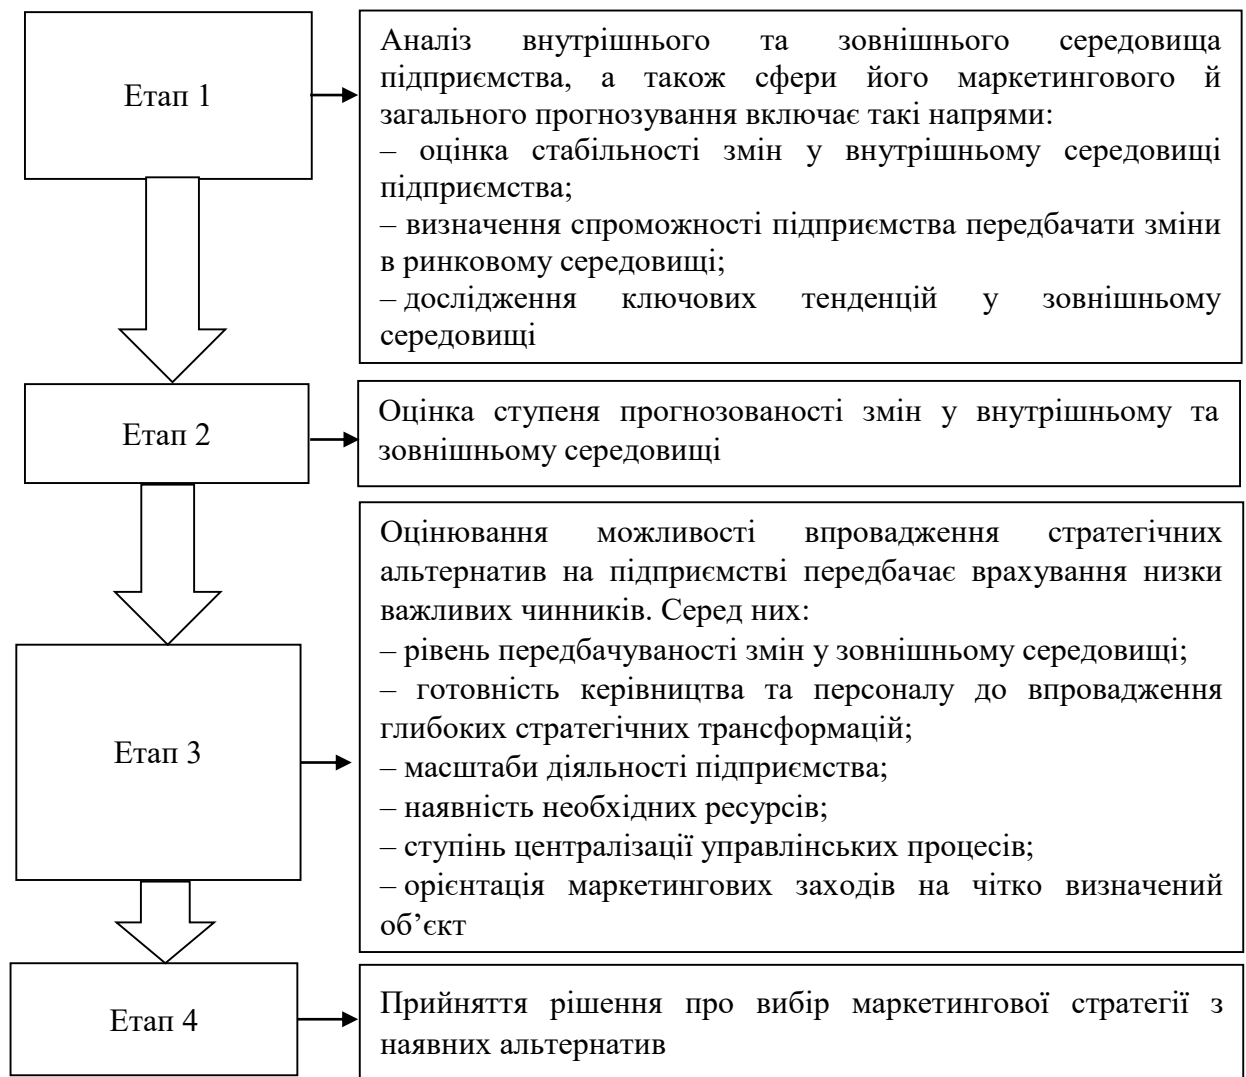 Етап 1
Аналіз внутрішнього та зовнішнього середовища
підприємства, а також сфери його маркетингового й
загального прогнозування включає такі напрями:
– оцінка стабільності змін у внутрішньому середовищі
підприємства;
– визначення спроможності підприємства передбачати зміни
в ринковому середовищі;
– дослідження ключових тенденцій у зовнішньому
середовищі
Етап 2
Оцінка ступеня прогнозованості змін у внутрішньому та
зовнішньому середовищі
Етап 3
Оцінювання можливості впровадження стратегічних
альтернатив на підприємстві передбачає врахування низки
важливих чинників. Серед них:
– рівень передбачуваності змін у зовнішньому середовищі;
– готовність керівництва та персоналу до впровадження
глибоких стратегічних трансформацій;
– масштаби діяльності підприємства;
– наявність необхідних ресурсів;
– ступінь централізації управлінських процесів;
– орієнтація маркетингових заходів на чітко визначений
об’єкт
Етап 4
Прийняття рішення про вибір маркетингової стратегії з
наявних альтернатив